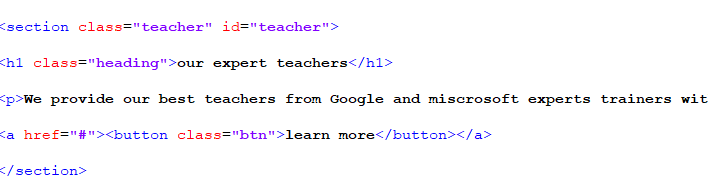 <section class="teacher" id="teacher">
<h1 class="heading">our expert teachers</h1>
<p>We provide our best teachers from Google and miscrosoft experts trainers wit
<a href="#"><button class="btn">learn more</button></a>
</section>